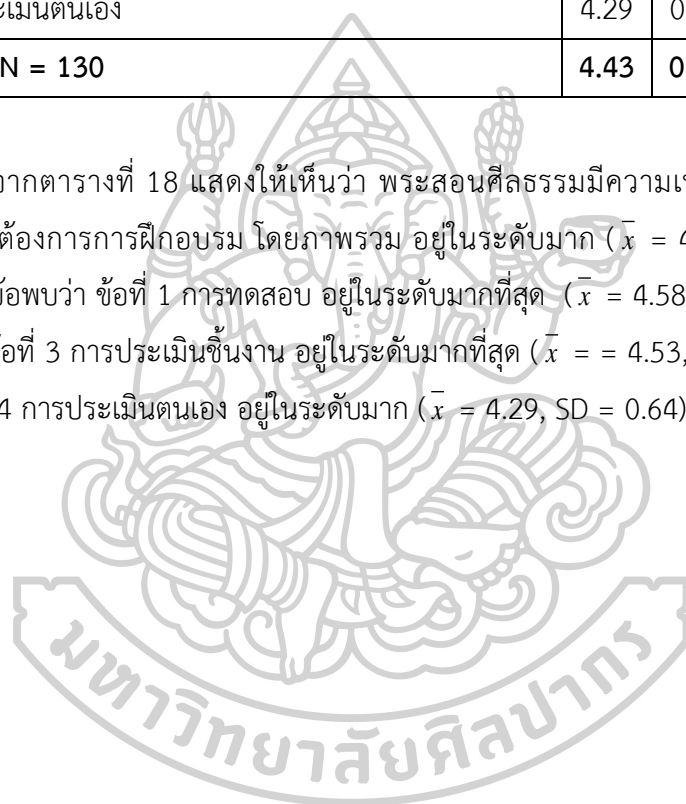 ะเมินตนเอง 4.29 0
N = 130 4.43 0
จากตารางที่ 18 แสดงให้เห็นว่า พระสอนศีลธรรมมีความเ
ต้องการการฝึกอบรม โดยภาพรวม อยู่ในระดับมาก ( x̄ = 4
ข้อพบว่า ข้อที่ 1 การทดสอบ อยู่ในระดับมากที่สุด ( x̄ = 4.58
ข้อที่ 3 การประเมินชิ้นงาน อยู่ในระดับมากที่สุด ( x̄ = = 4.53,
4 การประเมินตนเอง อยู่ในระดับมาก ( x̄ = 4.29, SD = 0.64)
มหาวิทยาลัยศิลปากร